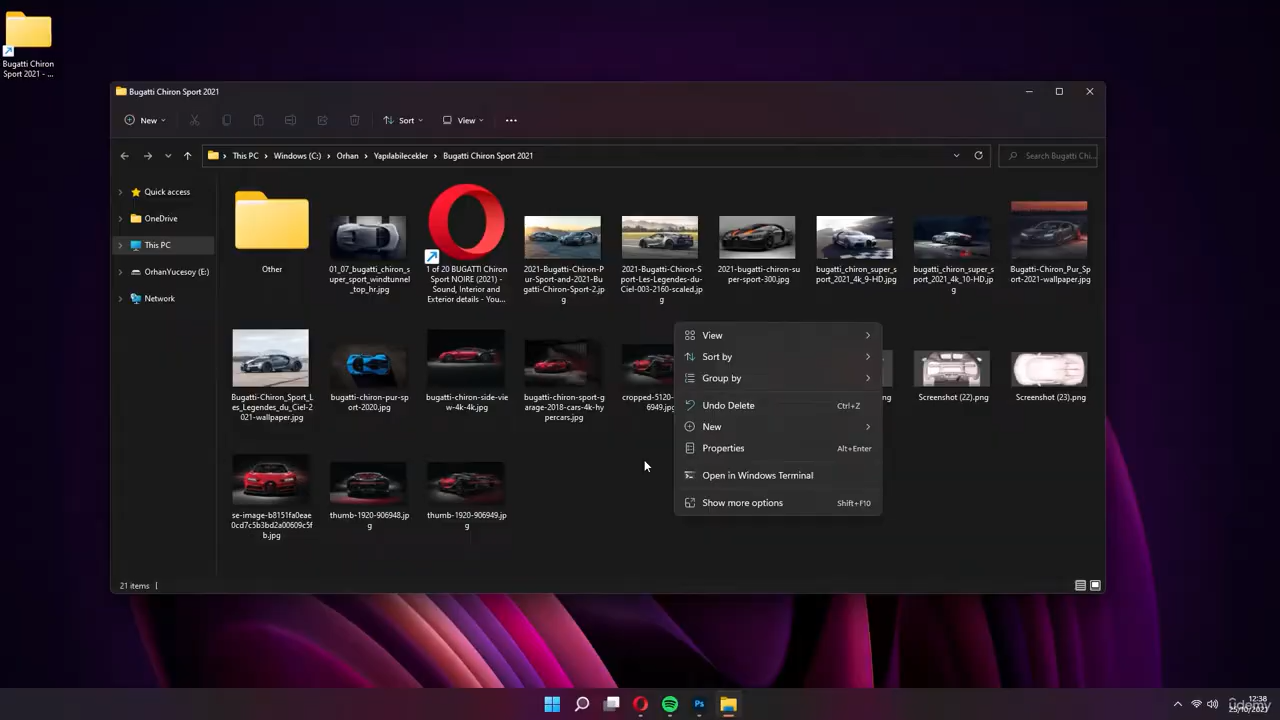 Bugatti Chiron
Sport 2021 - ...
Bugatti Chiron Sport 2021
New
Sort
View
This PC
Windows (C:)
Orhan
Yapılabilecekler
Bugatti Chiron Sport 2021
Search Bugatti Chi...
Quick access
OneDrive
This PC
OrhanYucesoy (E:)
Network
Other
01_07_bugatti_chiron_s
uper_sport_windtunnel
_top_hr.jpg
1 of 20 BUGATTI Chiron
Sport NOIRE (2021) -
Sound, Interior and
Exterior details - You...
2021-Bugatti-Chiron-P
ur-Sport-and-2021-Bu
gatti-Chiron-Sport-2.jp
g
2021-Bugatti-Chiron-S
port-Les-Legendes-du-
Ciel-003-2160-scaled.jp
g
2021-bugatti-chiron-su
per-sport-300.jpg
bugatti_chiron_super_s
port_2021_4k_9-HD.jpg
bugatti_chiron_super_s
port_2021_4k_10-HD.jp
g
Bugatti-Chiron_Pur_Sp
ort-2021-wallpaper.jpg
Bugatti-Chiron_Sport_L
es_Legendes_du_Ciel-2
021-wallpaper.jpg
bugatti-chiron-pur-sp
ort-2020.jpg
bugatti-chiron-side-vie
w-4k-4k.jpg
bugatti-chiron-sport-g
arage-2018-cars-4k-hy
percars.jpg
cropped-5120-
6949.jp
ng
Screenshot (22).png
Screenshot (23).png
se-image-b8151fa0eae
0cd7c5b3bd2a00609c5f
b.jpg
thumb-1920-906948.jp
g
thumb-1920-906949.jp
g
View
Sort by
Group by
Undo Delete Ctrl+Z
New
Properties Alt+Enter
Open in Windows Terminal
Show more options Shift+F10
21 items
Ps
12:38
udemy